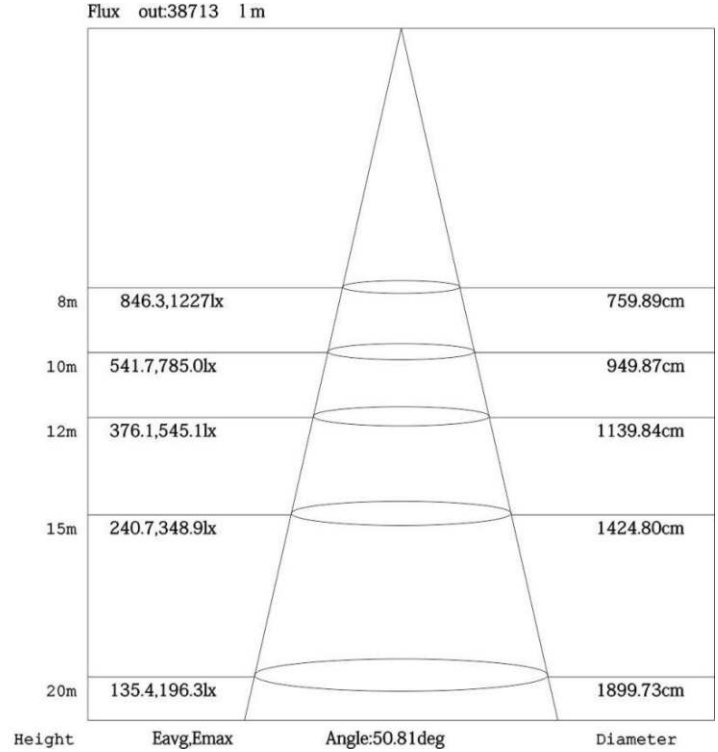 Flux out:38713 lm
8m 846.3,1227lx 759.89cm
10m 541.7,785.0lx 949.87cm
12m 376.1,545.1lx 1139.84cm
15m 240.7,348.9lx 1424.80cm
20m 135.4,196.3lx 1899.73cm
Height Eavg,Emax Angle:50.81deg Diameter